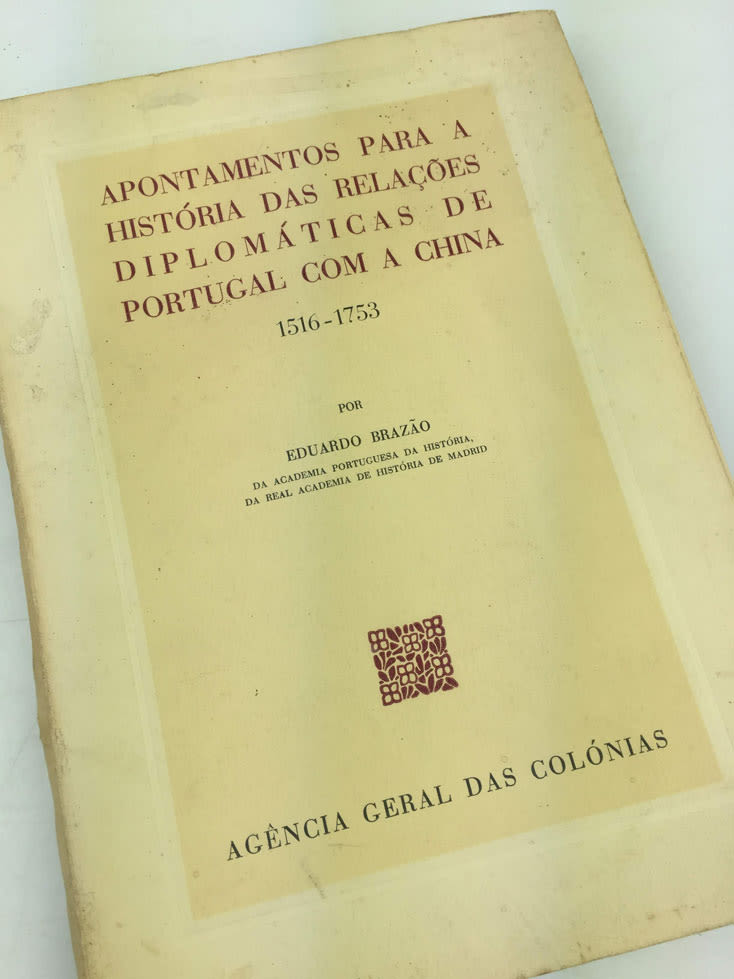 APONTAMENTOS PARA A
HISTÓRIA DAS RELAÇÕES
DIPLOMÁTICAS DE
PORTUGAL COM A CHINA
1516-1753
POR
EDUARDO BRAZÃO
DA ACADEMIA PORTUGUESA DA HISTÓRIA,
DA REAL ACADEMIA DE HISTÓRIA DE MADRID
AGÊNCIA GERAL DAS COLÓNIAS